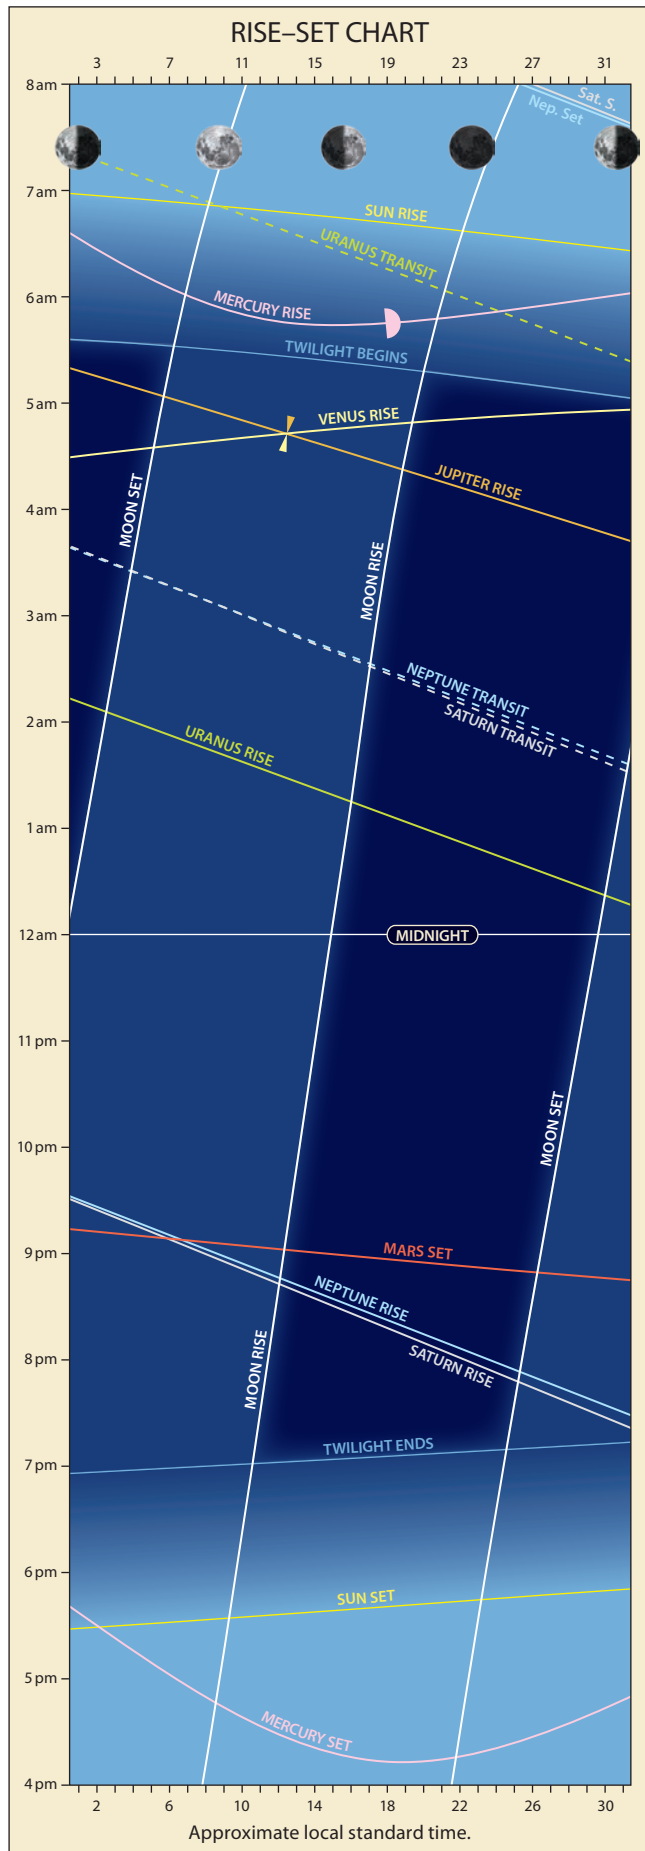 RISE–SET CHART
3 7 11 15 19 23 27 31
8 am
Sat. S.
Nep. Set
7 am
SUN RISE
URANUS TRANSIT
6 am
MERCURY RISE
TWILIGHT BEGINS
5 am
VENUS RISE
JUPITER RISE
MOON SET
4 am
MOON RISE
3 am
NEPTUNE TRANSIT
SATURN TRANSIT
2 am
URANUS RISE
1 am
12 am
MIDNIGHT
11 pm
10 pm
MOON SET
9 pm
MARS SET
NEPTUNE RISE
8 pm
SATURN RISE
MOON RISE
7 pm
TWILIGHT ENDS
6 pm
SUN SET
5 pm
MERCURY SET
4 pm
2 6 10 14 18 22 26 30
Approximate local standard time.